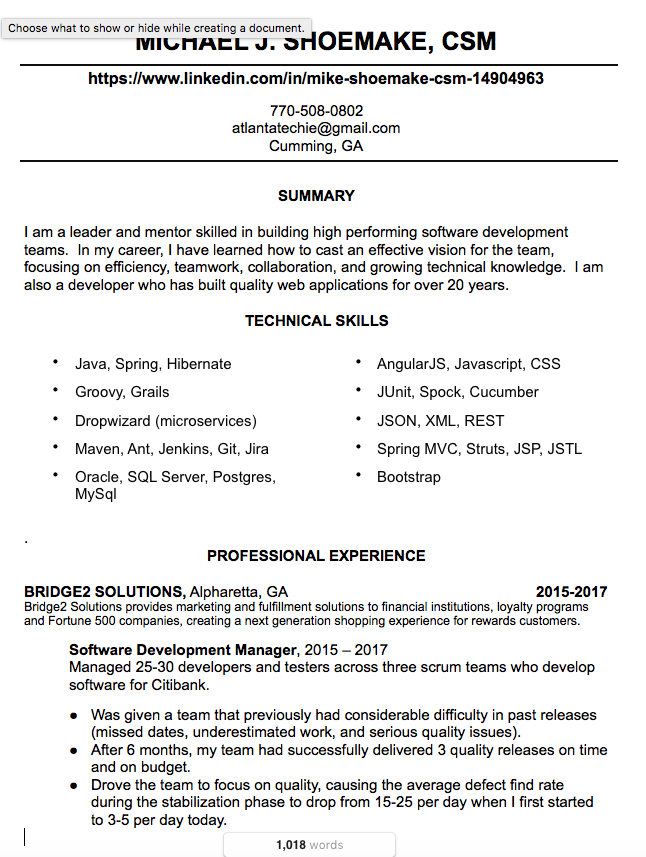 Choose what to show or hide while creating a document.
MICHAEL J. SHOEMAKE, CSM
https://www.linkedin.com/in/mike-shoemake-csm-14904963
770-508-0802
atlantatechie@gmail.com
Cumming, GA
SUMMARY
I am a leader and mentor skilled in building high performing software development
teams.  In my career, I have learned how to cast an effective vision for the team,
focusing on efficiency, teamwork, collaboration, and growing technical knowledge.  I am
also a developer who has built quality web applications for over 20 years.
TECHNICAL SKILLS
• Java, Spring, Hibernate
• Groovy, Grails
• Dropwizard (microservices)
• Maven, Ant, Jenkins, Git, Jira
• Oracle, SQL Server, Postgres,
MySql
• AngularJS, Javascript, CSS
• JUnit, Spock, Cucumber
• JSON, XML, REST
• Spring MVC, Struts, JSP, JSTL
• Bootstrap
.
PROFESSIONAL EXPERIENCE
BRIDGE2 SOLUTIONS, Alpharetta, GA 2015-2017
Bridge2 Solutions provides marketing and fulfillment solutions to financial institutions, loyalty programs
and Fortune 500 companies, creating a next generation shopping experience for rewards customers.
Software Development Manager, 2015 – 2017
Managed 25-30 developers and testers across three scrum teams who develop
software for Citibank.
● Was given a team that previously had considerable difficulty in past releases
(missed dates, underestimated work, and serious quality issues).
● After 6 months, my team had successfully delivered 3 quality releases on time
and on budget.
● Drove the team to focus on quality, causing the average defect find rate
during the stabilization phase to drop from 15-25 per day when I first started
to 3-5 per day today.
1,018 words